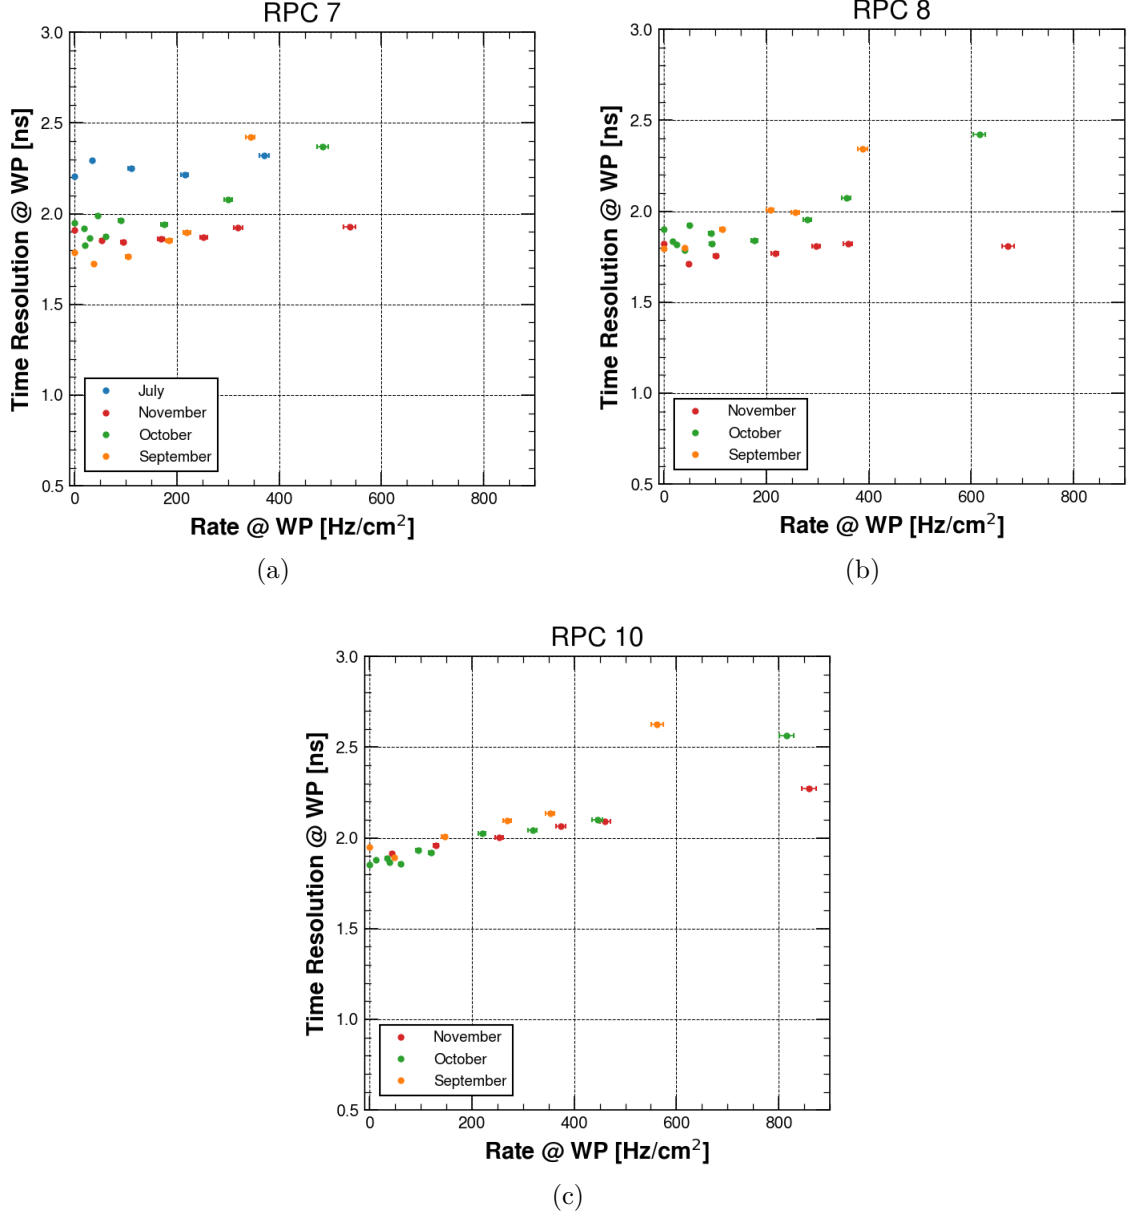 RPC 7
3.0
2.5
2.0
1.5
1.0
0.5
Time Resolution @ WP [ns]
July
November
October
September
0 200 400 600 800
Rate @ WP [Hz/cm²]
(a)
RPC 8
3.0
2.5
2.0
1.5
1.0
0.5
Time Resolution @ WP [ns]
November
October
September
0 200 400 600 800
Rate @ WP [Hz/cm²]
(b)
RPC 10
3.0
2.5
2.0
1.5
1.0
0.5
Time Resolution @ WP [ns]
November
October
September
0 200 400 600 800
Rate @ WP [Hz/cm²]
(c)